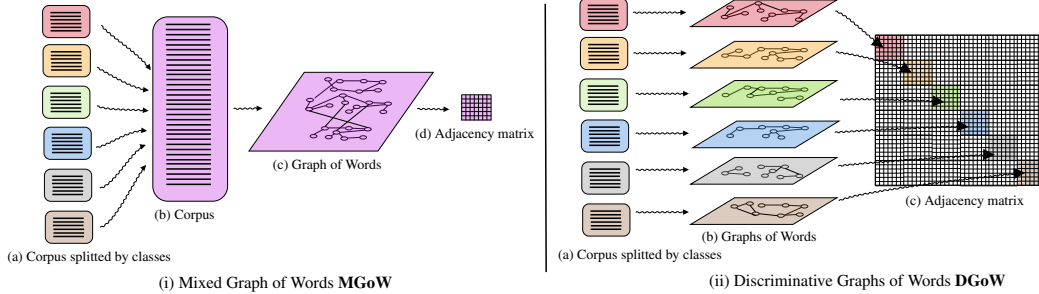 (d) Adjacency matrix
(c) Graph of Words
(b) Corpus
(a) Corpus splitted by classes
(i) Mixed Graph of Words MGoW
(c) Adjacency matrix
(b) Graphs of Words
(a) Corpus splitted by classes
(ii) Discriminative Graphs of Words DGoW